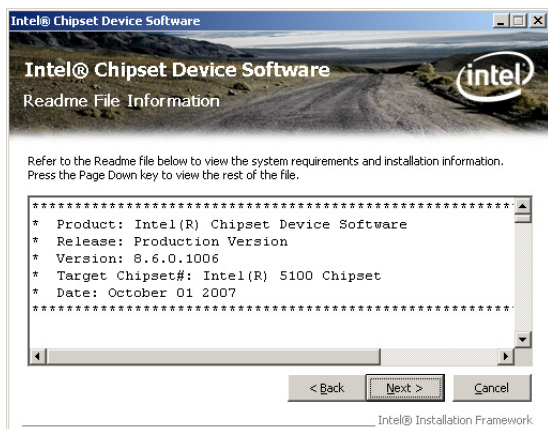 Intel® Chipset Device Software
Intel® Chipset Device Software
Readme File Information
intel
Refer to the Readme file below to view the system requirements and installation information.
Press the Page Down key to view the rest of the file.
********************************************************
* Product: Intel(R) Chipset Device Software
* Release: Production Version
* Version: 8.6.0.1006
* Target Chipset#: Intel(R) 5100 Chipset
* Date: October 01 2007
********************************************************
< Back Next > Cancel
Intel® Installation Framework